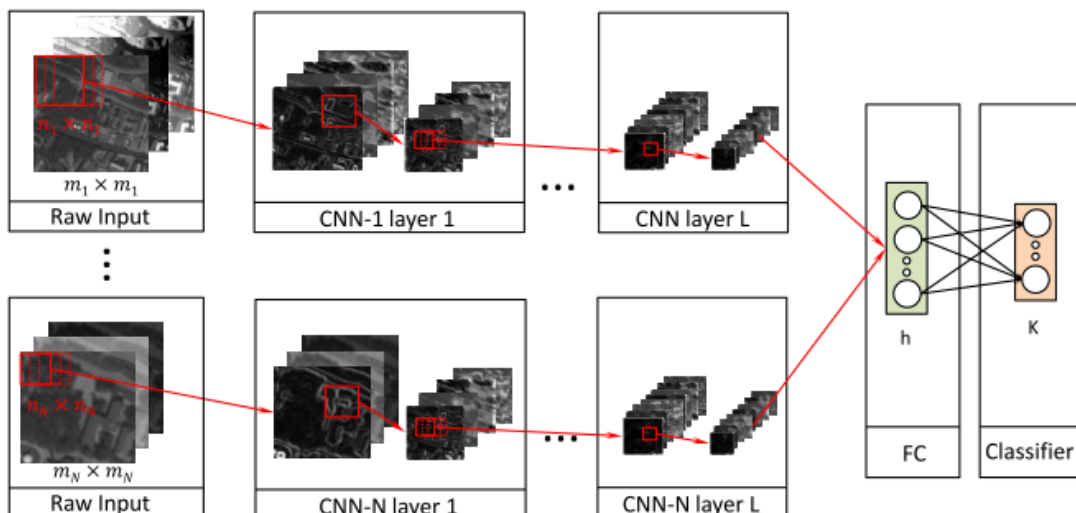 n₁ × n₁
m₁ × m₁
Raw Input
CNN-1 layer 1
...
CNN layer L
⋮
n_N × n_N
m_N × m_N
Raw Input
CNN-N layer 1
...
CNN-N layer L
h
FC
K
Classifier